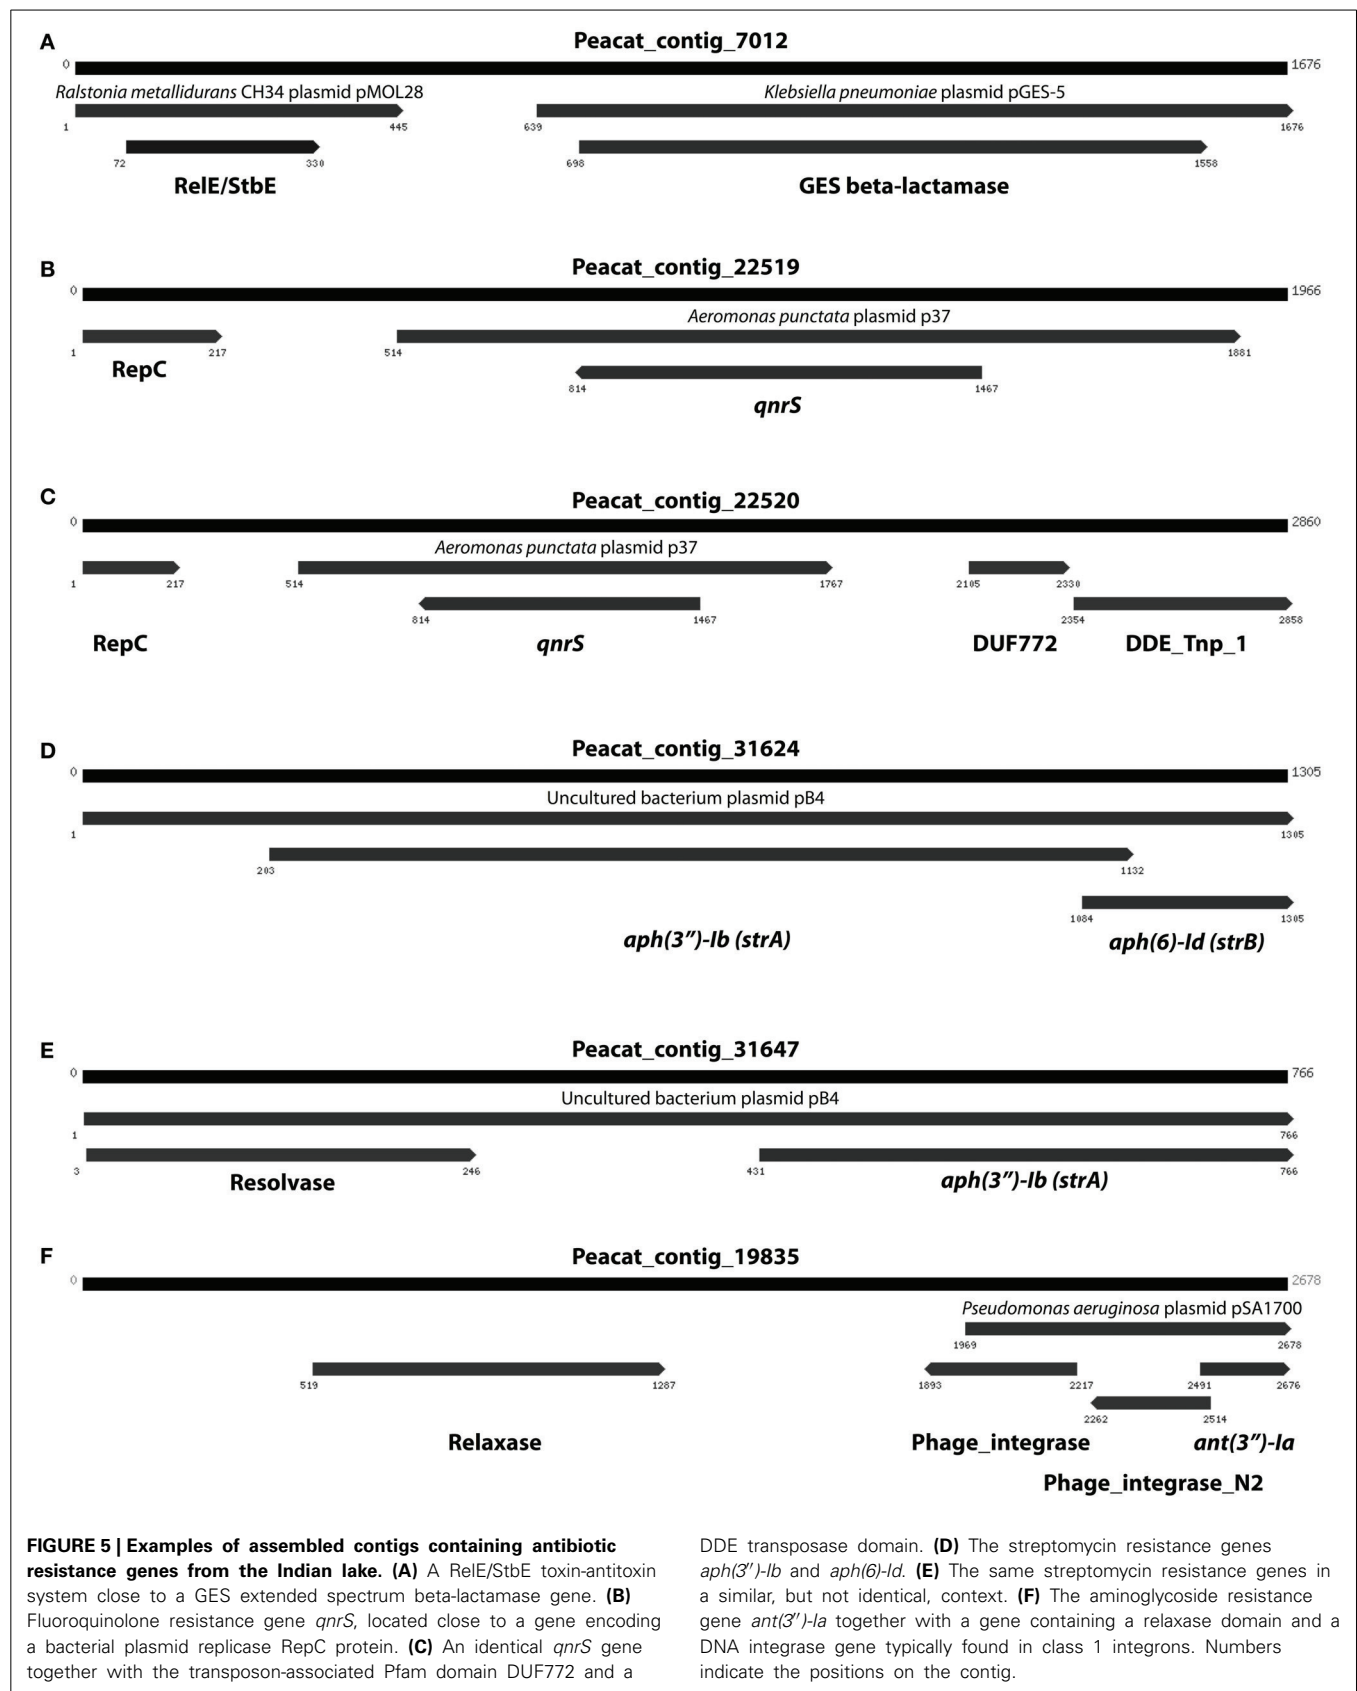 A
Peacat_contig_7012
0 1676
Ralstonia metallidurans CH34 plasmid pMOL28 Klebsiella pneumoniae plasmid pGES-5
1 445 639 1676
72 330 698 1558
RelE/StbE GES beta-lactamase
B
Peacat_contig_22519
0 1966
Aeromonas punctata plasmid p37
1 217 514 1881
RepC
814 1467
qnrS
C
Peacat_contig_22520
0 2860
Aeromonas punctata plasmid p37
1 217 514 1767 2105 2330
814 1467 2354 2858
RepC qnrS DUF772 DDE_Tnp_1
D
Peacat_contig_31624
0 1305
Uncultured bacterium plasmid pB4
1 1305
203 1132
1084 1305
aph(3″)-Ib (strA) aph(6)-Id (strB)
E
Peacat_contig_31647
0 766
Uncultured bacterium plasmid pB4
1 766
3 246 431 766
Resolvase aph(3″)-Ib (strA)
F
Peacat_contig_19835
0 2678
Pseudomonas aeruginosa plasmid pSA1700
1969 2678
519 1287 1893 2217 2491 2676
2262 2514
Relaxase Phage_integrase ant(3″)-Ia
Phage_integrase_N2
FIGURE 5 | Examples of assembled contigs containing antibiotic
resistance genes from the Indian lake. (A) A RelE/StbE toxin-antitoxin
system close to a GES extended spectrum beta-lactamase gene. (B)
Fluoroquinolone resistance gene qnrS, located close to a gene encoding
a bacterial plasmid replicase RepC protein. (C) An identical qnrS gene
together with the transposon-associated Pfam domain DUF772 and a
DDE transposase domain. (D) The streptomycin resistance genes
aph(3″)-Ib and aph(6)-Id. (E) The same streptomycin resistance genes in
a similar, but not identical, context. (F) The aminoglycoside resistance
gene ant(3″)-Ia together with a gene containing a relaxase domain and a
DNA integrase gene typically found in class 1 integrons. Numbers
indicate the positions on the contig.